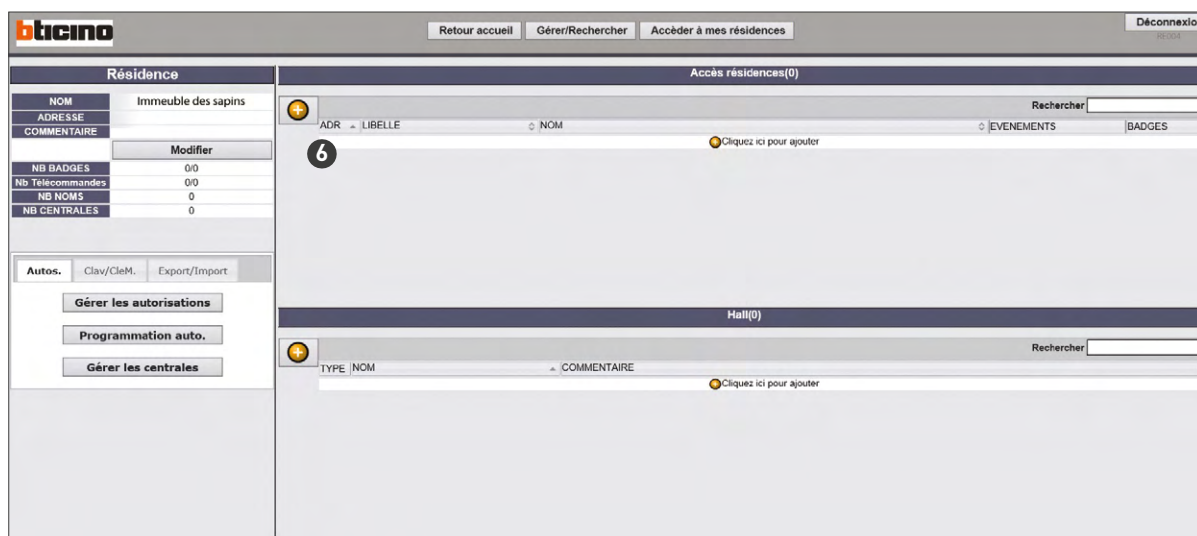 bticino
Retour accueil Gérer/Rechercher Accèder à mes résidences
Déconnexio
RE004
Résidence
NOM Immeuble des sapins
ADRESSE
COMMENTAIRE
Modifier
NB BADGES 0/0
Nb Télécommandes 0/0
NB NOMS 0
NB CENTRALES 0
Autos. Clav/CleM. Export/Import
Gérer les autorisations
Programmation auto.
Gérer les centrales
Accès résidences(0)
Rechercher
ADR LIBELLE NOM EVENEMENTS BADGES
Cliquez ici pour ajouter
6
Hall(0)
Rechercher
TYPE NOM COMMENTAIRE
Cliquez ici pour ajouter